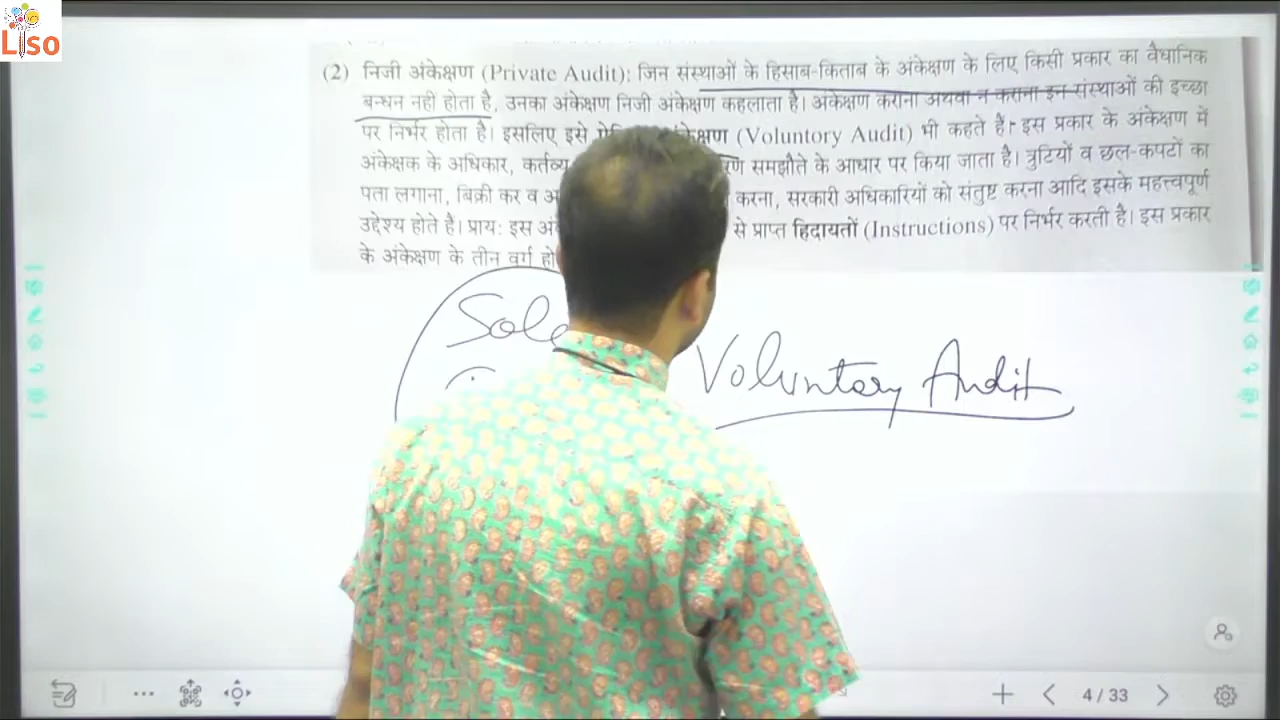 Liso
(2) निजी अंकेक्षण (Private Audit): जिन संस्थाओं के हिसाब-किताब के अंकेक्षण के लिए किसी प्रकार का वैधानिक
बन्धन नही होता है, उनका अंकेक्षण निजी अंकेक्षण कहलाता है। अंकेक्षण कराना अथवा न कराना इन संस्थाओं की इच्छा
पर निर्भर होता है। इसलिए इसे अंकेक्षण (Voluntory Audit) भी कहते हैं। इस प्रकार के अंकेक्षण में
अंकेक्षक के अधिकार, कर्तव्य समझौते के आधार पर किया जाता है। त्रुटियों व छल-कपटों का
पता लगाना, बिक्री कर व करना, सरकारी अधिकारियों को संतुष्ट करना आदि इसके महत्त्वपूर्ण
उद्देश्य होते है। प्राय: इस से प्राप्त हिदायतों (Instructions) पर निर्भर करती है। इस प्रकार
के अंकेक्षण के तीन वर्ग
Sole Voluntary Audit
4 / 33